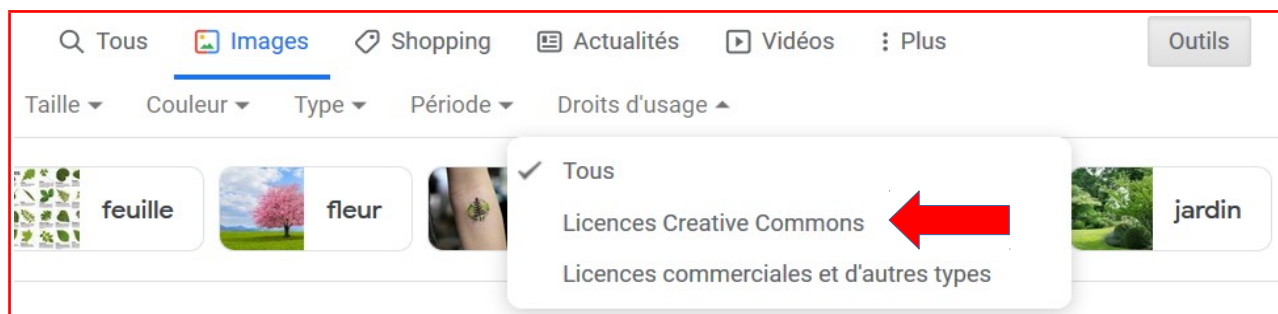 Tous Images Shopping Actualités Vidéos Plus Outils
Taille Couleur Type Période Droits d'usage
Tous
feuille fleur jardin
Licences Creative Commons
Licences commerciales et d'autres types